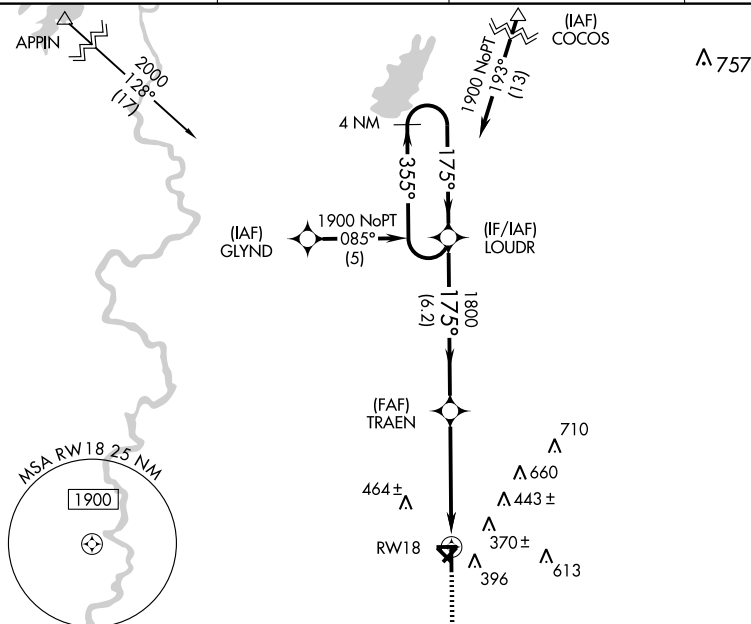 APPIN
2000
128°
(17)
(IAF)
COCOS
1900 NoPT
193°
(13)
757
4 NM
355°
175°
(IAF)
GLYND
1900 NoPT
085°
(5)
(IF/IAF)
LOUDR
1800
175°
(6.2)
(FAF)
TRAEN
710
660
443 ±
464 ±
370 ±
RW18
396
613
MSA RW18 25 NM
1900